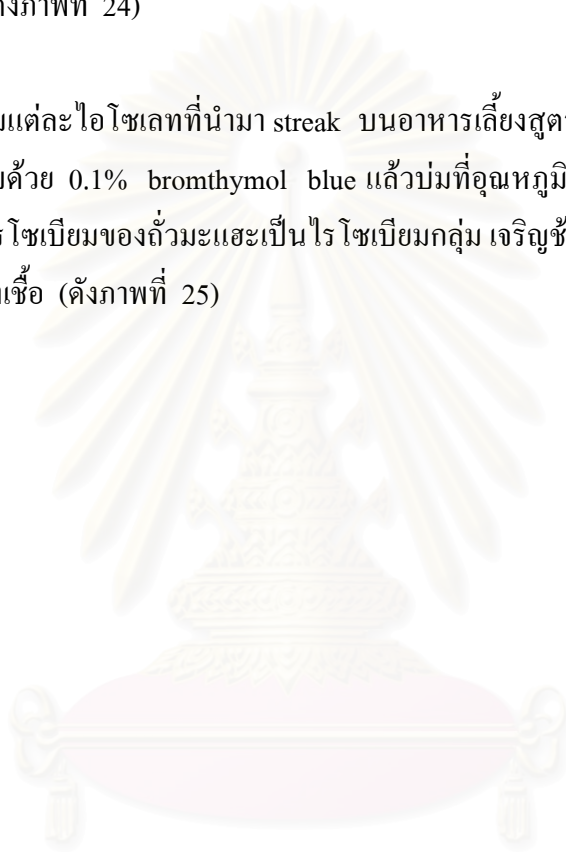 งภาพที่ 24)
มแต่ละไอโซเลทที่นำมา streak บนอาหารเลี้ยงสูตร
มด้วย 0.1% bromthymol blue แล้วบ่มที่อุณหภูมิ
รโซเบียมของถั่วมะแฮะเป็นไรโซเบียมกลุ่ม เจริญช้
เชื้อ (ดังภาพที่ 25)